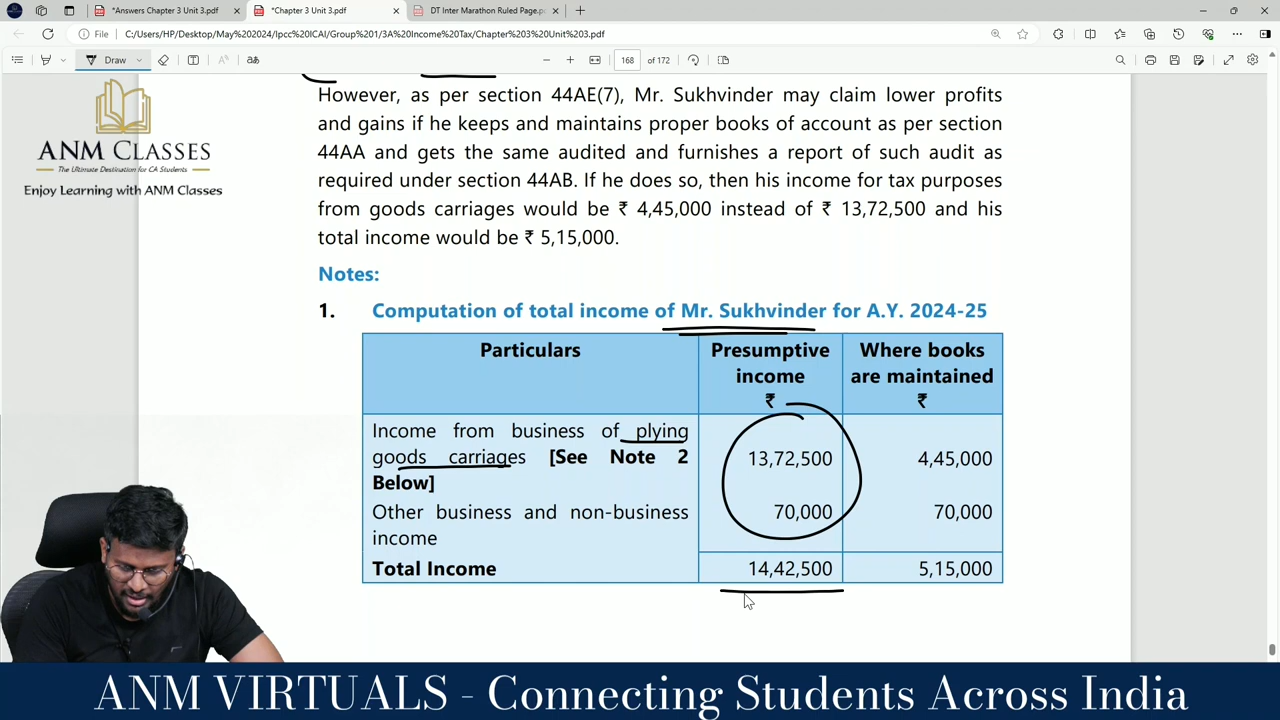 *Answers Chapter 3 Unit 3.pdf
*Chapter 3 Unit 3.pdf
DT Inter Marathon Ruled Page.p
File
C:/Users/HP/Desktop/May%202024/Ipcc%20ICAI/Group%201/3A%20Income%20Tax/Chapter%203%20Unit%203.pdf
Draw
168 of 172
ANM CLASSES
The Ultimate Destination for CA Students
Enjoy Learning with ANM Classes
However, as per section 44AE(7), Mr. Sukhvinder may claim lower profits
and gains if he keeps and maintains proper books of account as per section
44AA and gets the same audited and furnishes a report of such audit as
required under section 44AB. If he does so, then his income for tax purposes
from goods carriages would be ₹ 4,45,000 instead of ₹ 13,72,500 and his
total income would be ₹ 5,15,000.
Notes:
1. Computation of total income of Mr. Sukhvinder for A.Y. 2024-25
Particulars
Presumptive
income
₹
Where books
are maintained
₹
Income from business of plying
goods carriages [See Note 2
Below]
13,72,500
4,45,000
Other business and non-business
income
70,000
70,000
Total Income
14,42,500
5,15,000
ANM VIRTUALS - Connecting Students Across India